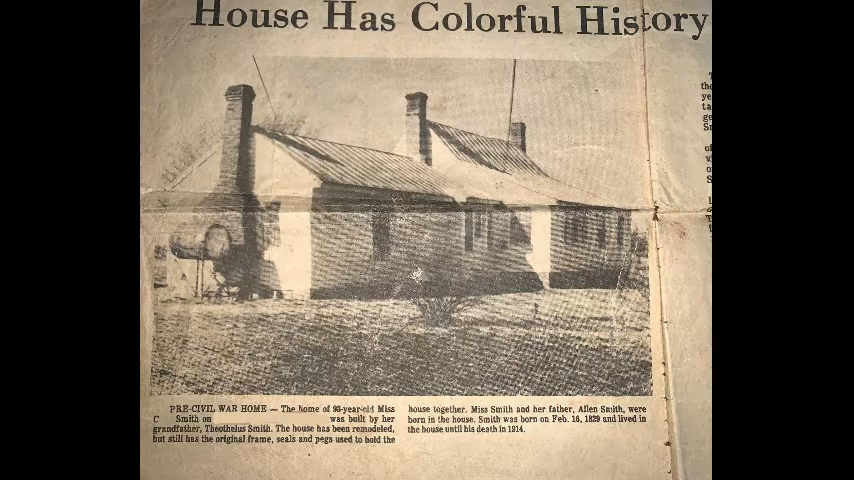 House Has Colorful History
PRE-CIVIL WAR HOME — The home of 93-year-old Miss
C Smith on was built by her
grandfather, Theothelus Smith. The house has been remodeled,
but still has the original frame, seals and pegs used to hold the
house together. Miss Smith and her father, Allen Smith, were
born in the house. Smith was born on Feb. 18, 1829 and lived in
the house until his death in 1914.